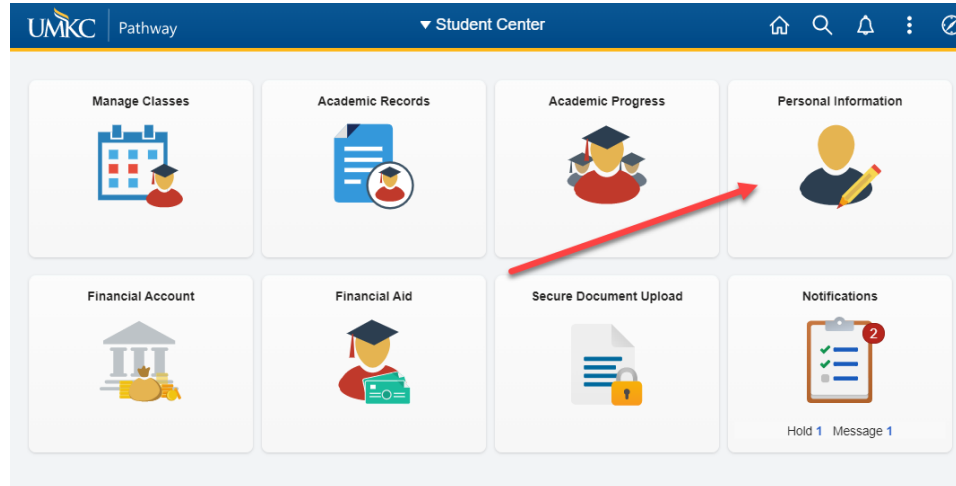 UMKC Pathway ▼ Student Center
Manage Classes
Academic Records
Academic Progress
Personal Information
Financial Account
Financial Aid
Secure Document Upload
Notifications
2
Hold 1 Message 1